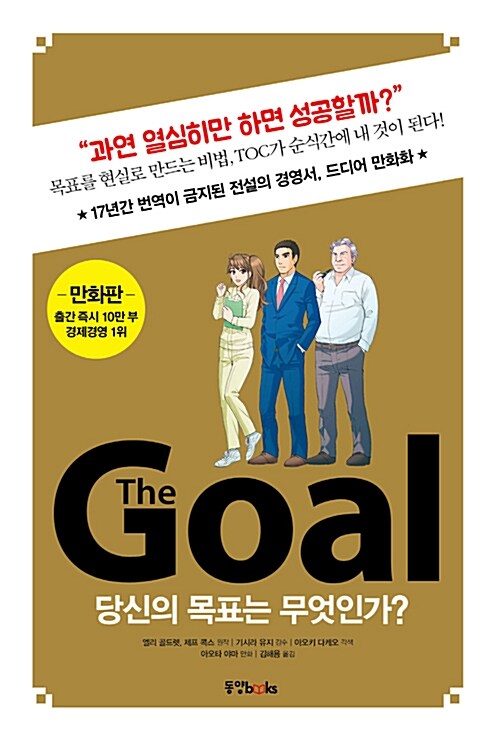 “과연 열심히만 하면 성공할까?”
목표를 현실로 만드는 비법, TOC가 순식간에 내 것이 된다!
★ 17년간 번역이 금지된 전설의 경영서, 드디어 만화화 ★
– 만화판 –
출간 즉시 10만 부
경제경영 1위
The
Goal
당신의 목표는 무엇인가?
엘리 골드렛, 제프 콕스 원작 / 기시라 유지 감수 / 아오키 다케오 각색
아오타 이마 만화 / 김해용 옮김
동양books